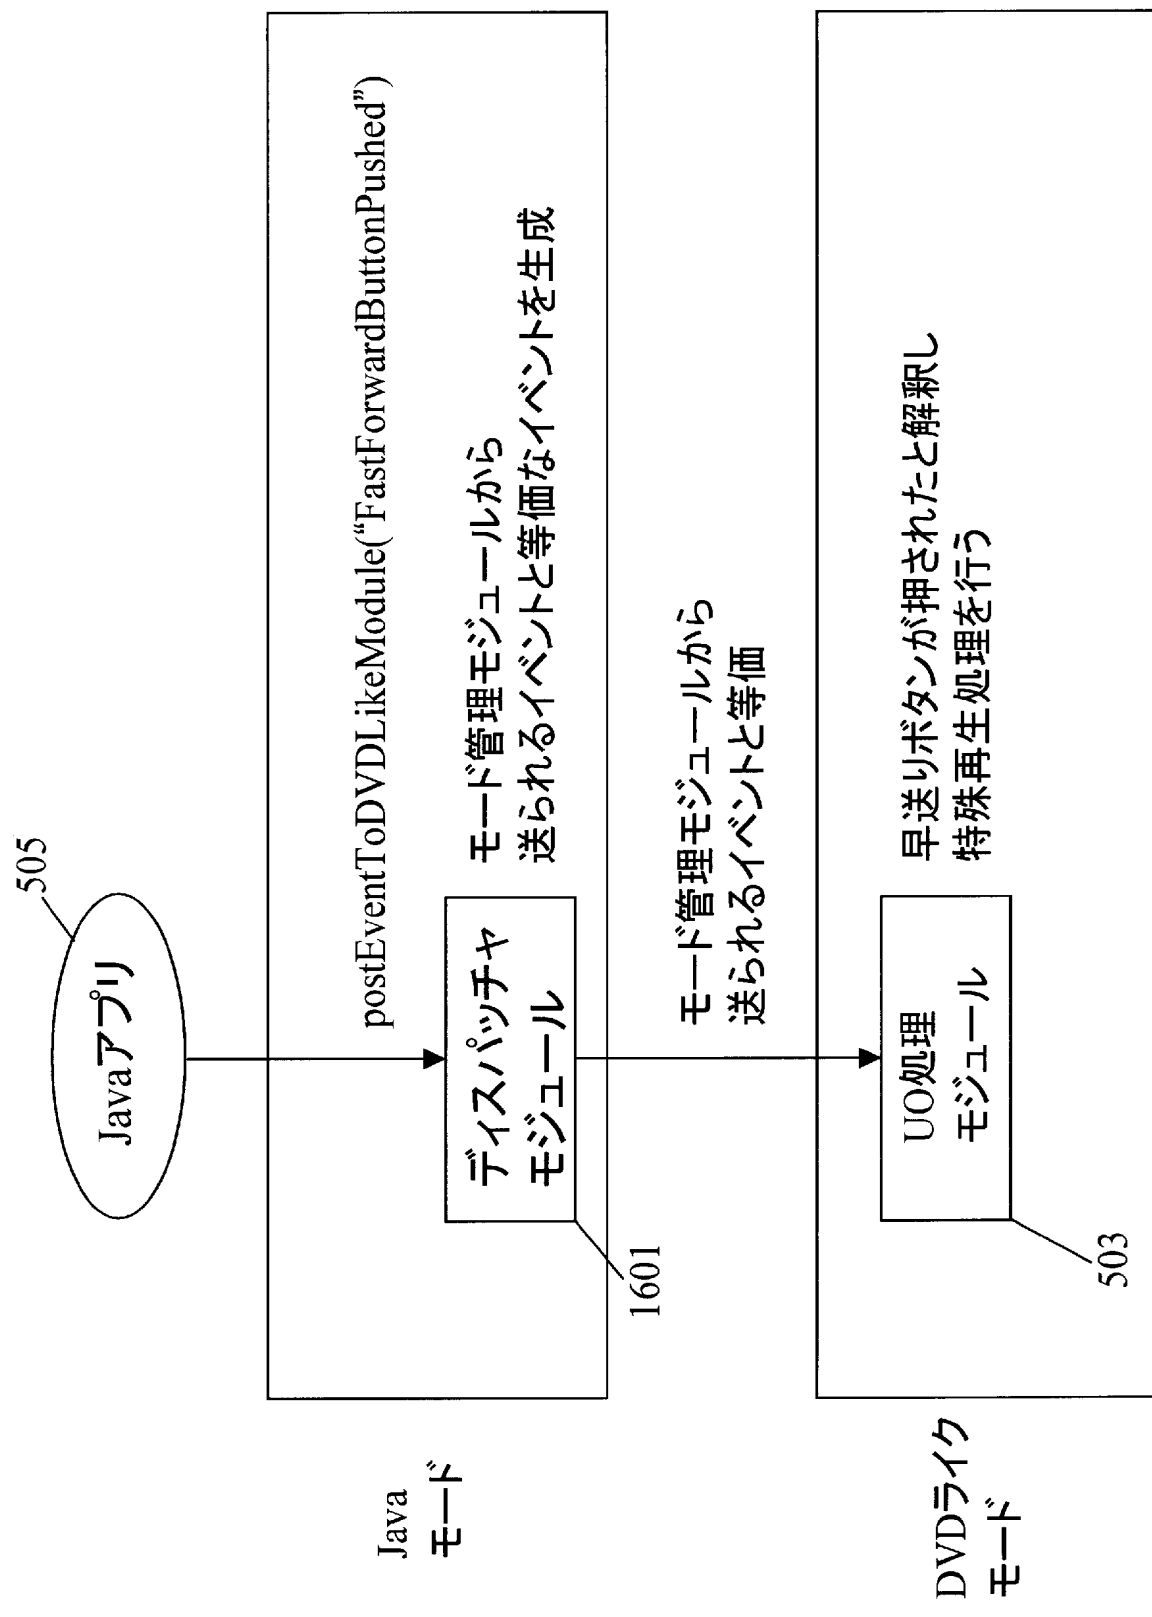 505
Javaアプリ
Java
モード
postEventToDVDLikeModule(“FastForwardButtonPushed”)
ディスパッチャ
モジュール
モード管理モジュールから
送られるイベントと等価なイベントを生成
1601
モード管理モジュールから
送られるイベントと等価
DVDライク
モード
UO処理
モジュール
早送りボタンが押されたと解釈し
特殊再生処理を行う
503